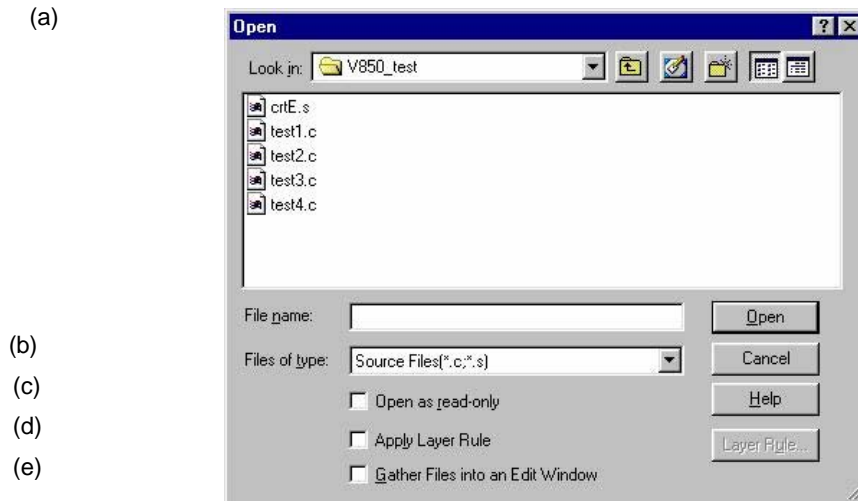 (a)
Open
Look in: V850_test
crtE.s
test1.c
test2.c
test3.c
test4.c
File name:
Open
(b)
Files of type: Source Files(*.c;*.s)
Cancel
(c)
Open as read-only
Help
(d)
Apply Layer Rule
Layer Rule...
(e)
Gather Files into an Edit Window